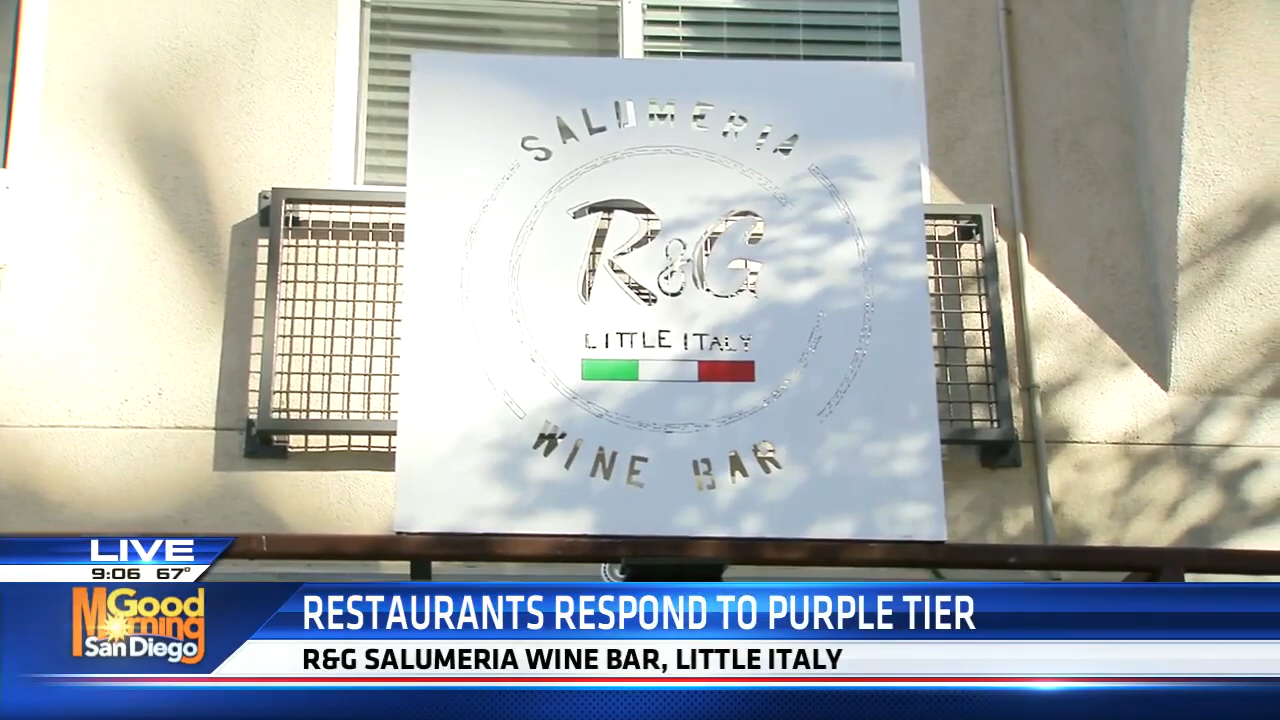 SALUMERIA
R&G
LITTLE ITALY
WINE BAR
LIVE
9:06 67°
Good
Morning
San Diego
RESTAURANTS RESPOND TO PURPLE TIER
R&G SALUMERIA WINE BAR, LITTLE ITALY